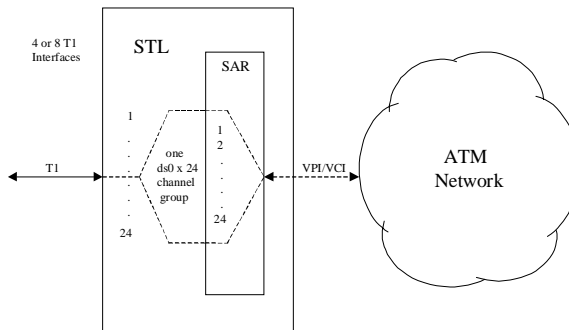 4 or 8 T1
Interfaces
STL
SAR
1
.
.
.
.
.
.
24
one
ds0 x 24
channel
group
1
2
.
.
.
.
24
T1
VPI/VCI
ATM
Network